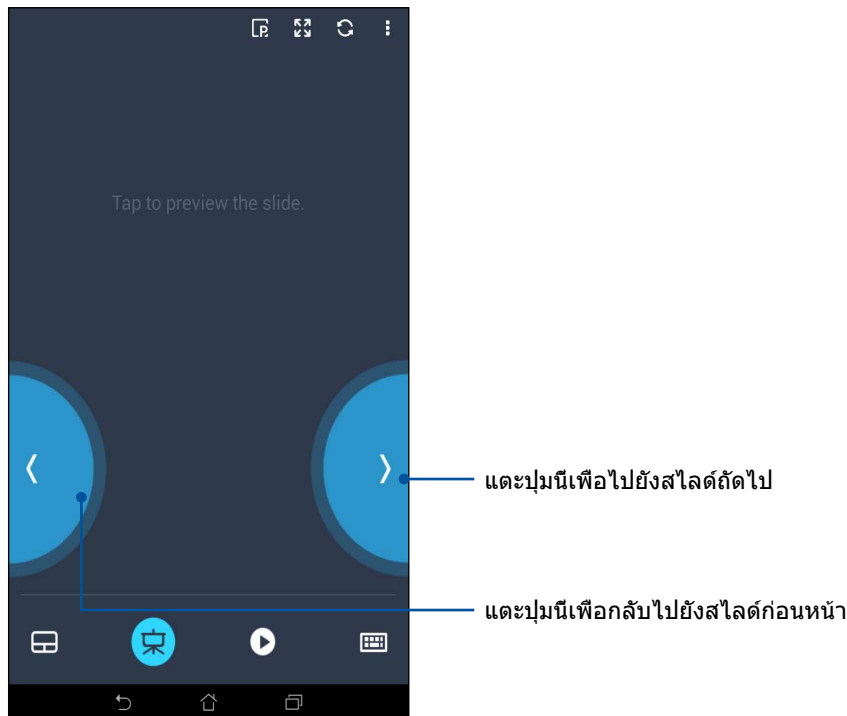 Tap to preview the slide.
แตะปุ่มนี้เพื่อไปยังสไลด์ถัดไป
แตะปุ่มนี้เพื่อกลับไปยังสไลด์ก่อนหน้า